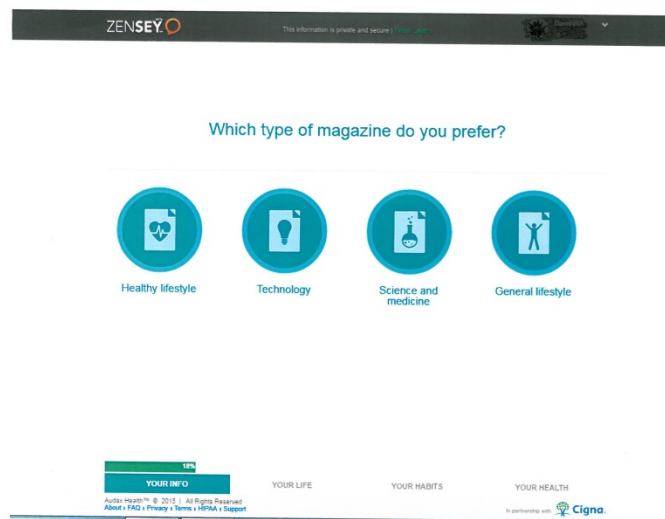 ZENSEY
This information is private and secure |
Which type of magazine do you prefer?
Healthy lifestyle
Technology
Science and
medicine
General lifestyle
18%
YOUR INFO
YOUR LIFE
YOUR HABITS
YOUR HEALTH
Audax Health™ © 2015 | All Rights Reserved
About • FAQ • Privacy • Terms • HIPAA • Support
In partnership with Cigna.